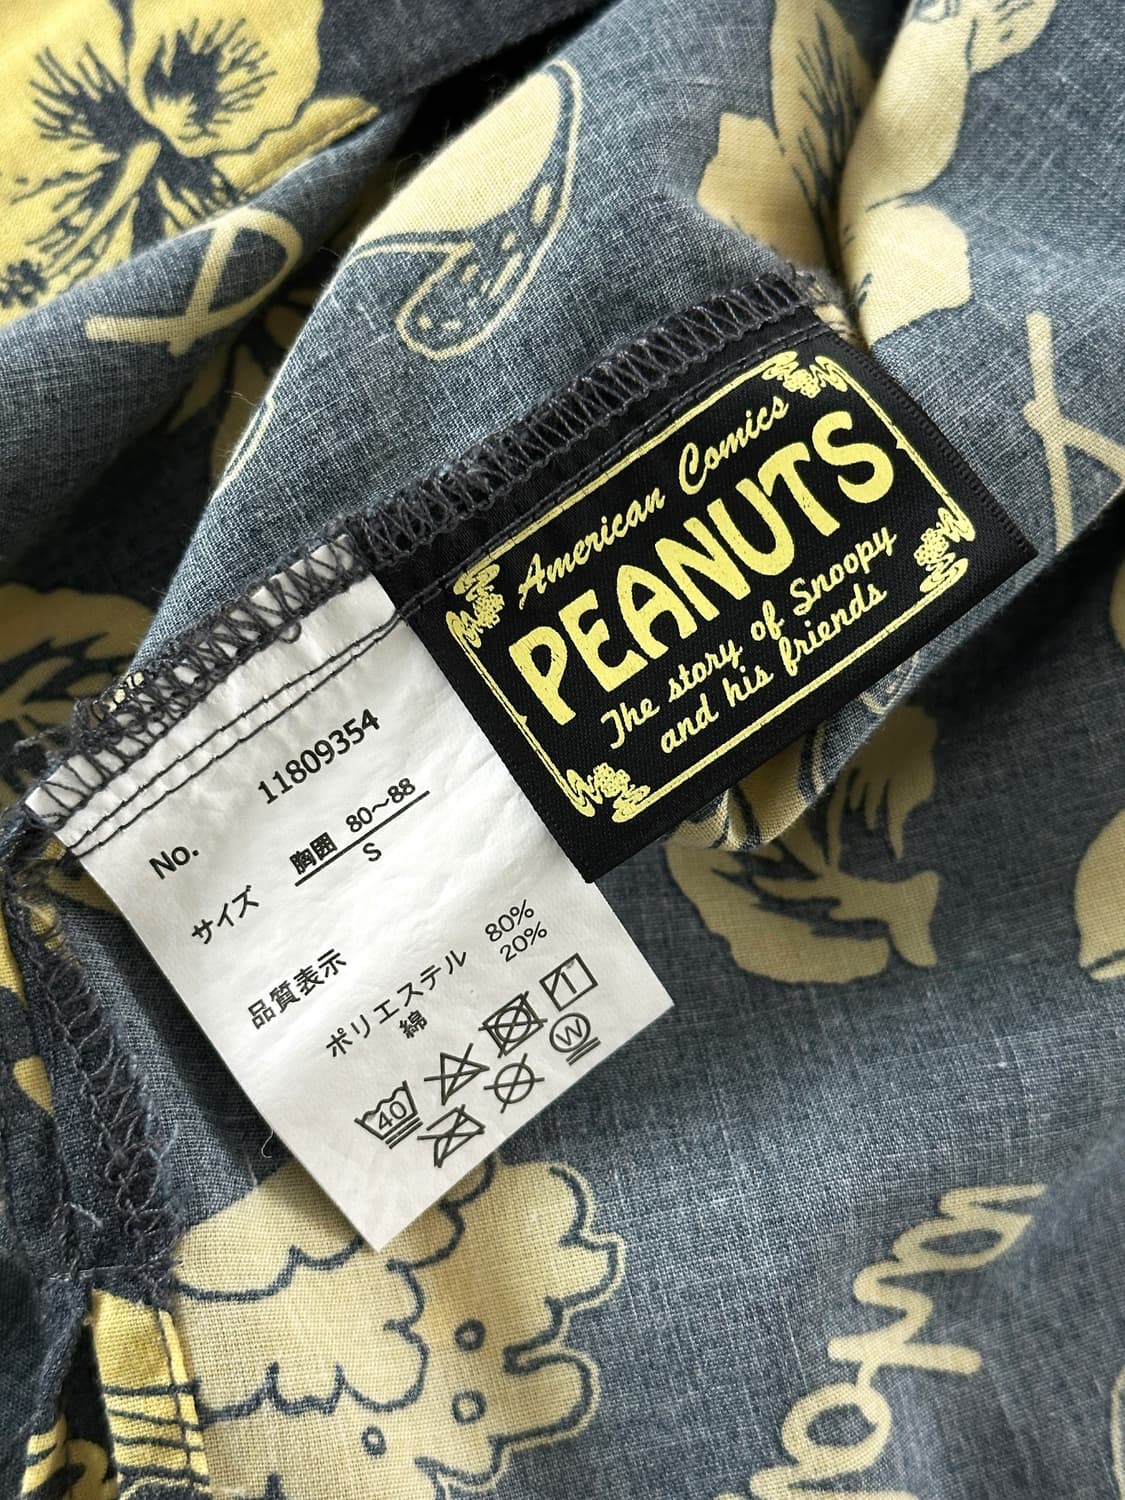 American Comics
PEANUTS
The story of Snoopy
and his friends
No. 11809354
サイズ 胸囲 80〜88
S
品質表示
ポリエステル 80%
綿 20%
40
W